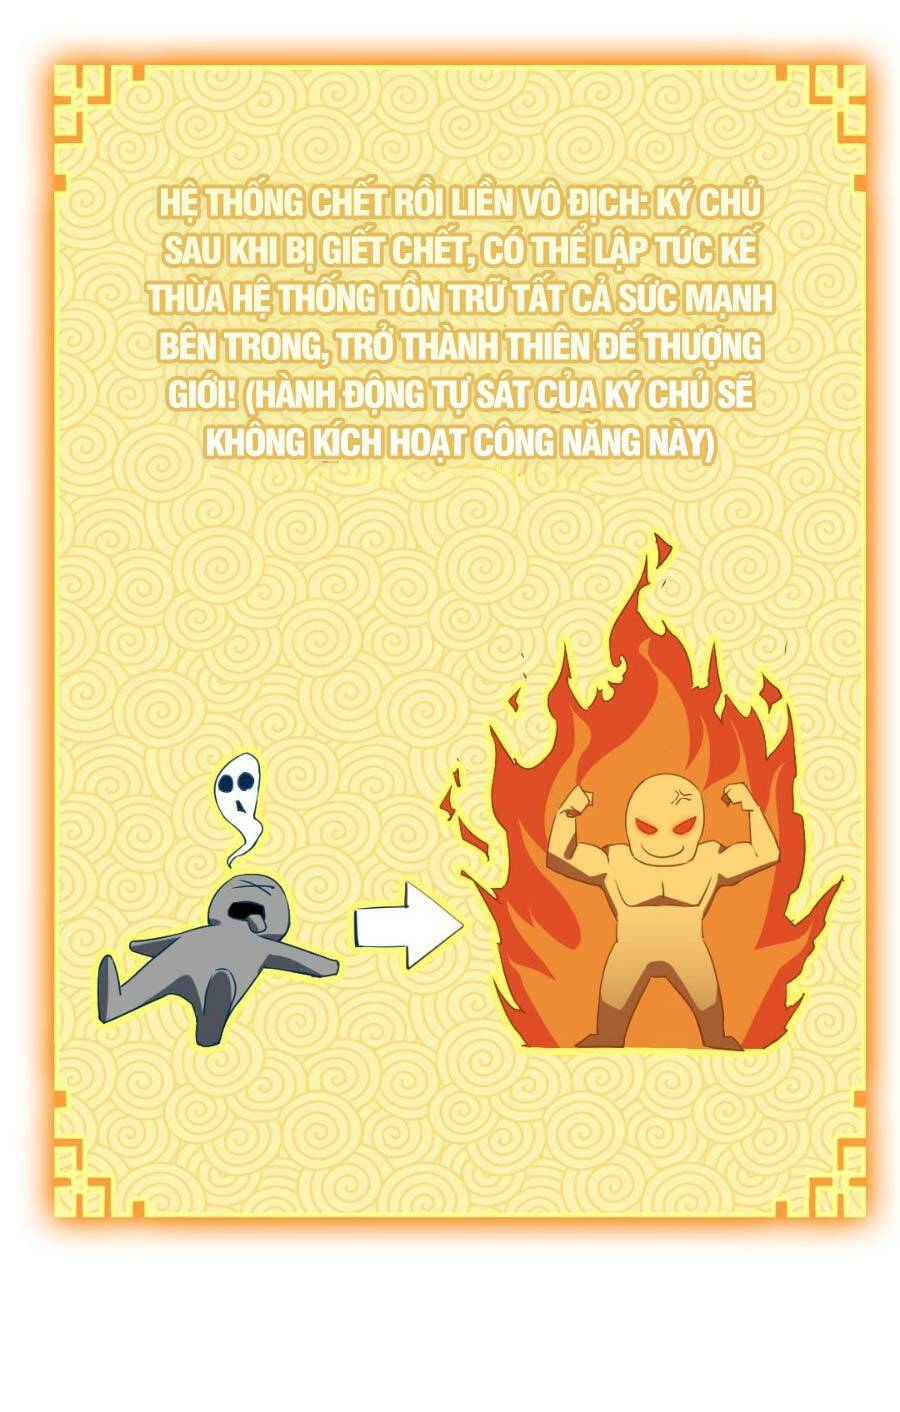 HỆ THỐNG CHẾT RỒI LIỀN VÔ ĐỊCH: KÝ CHỦ
SAU KHI BỊ GIẾT CHẾT, CÓ THỂ LẬP TỨC KẾ
THỪA HỆ THỐNG TỒN TRỮ TẤT CẢ SỨC MẠNH
BÊN TRONG, TRỞ THÀNH THIÊN ĐẾ THƯỢNG
GIỚI! (HÀNH ĐỘNG TỰ SÁT CỦA KÝ CHỦ SẼ
KHÔNG KÍCH HOẠT CÔNG NĂNG NÀY)